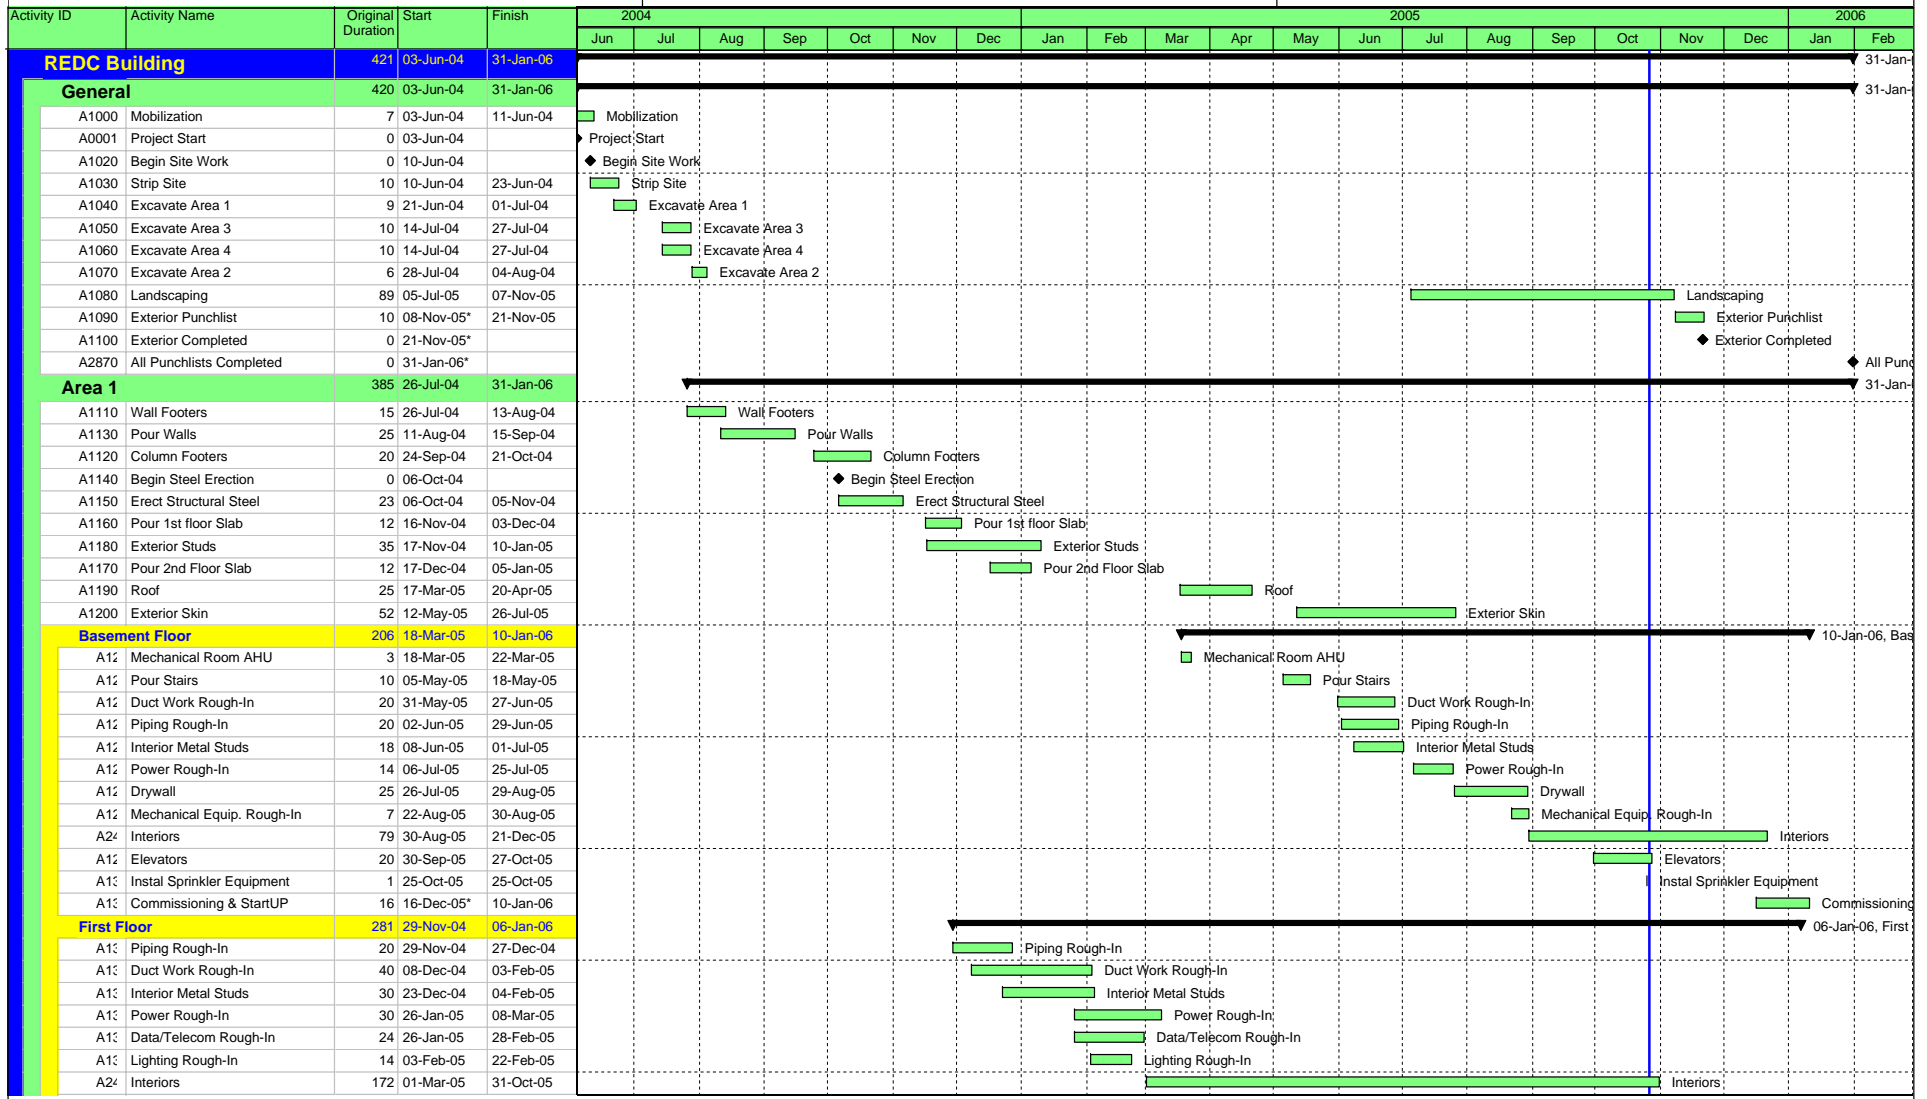 Activity ID Activity Name Original Duration Start Finish 2004 2005 2006
Jun Jul Aug Sep Oct Nov Dec Jan Feb Mar Apr May Jun Jul Aug Sep Oct Nov Dec Jan Feb
REDC Building 421 03-Jun-04 31-Jan-06 31-Jan-
General 420 03-Jun-04 31-Jan-06 31-Jan-
A1000 Mobilization 7 03-Jun-04 11-Jun-04 Mobilization
A0001 Project Start 0 03-Jun-04 Project Start
A1020 Begin Site Work 0 10-Jun-04 Begin Site Work
A1030 Strip Site 10 10-Jun-04 23-Jun-04 Strip Site
A1040 Excavate Area 1 9 21-Jun-04 01-Jul-04 Excavate Area 1
A1050 Excavate Area 3 10 14-Jul-04 27-Jul-04 Excavate Area 3
A1060 Excavate Area 4 10 14-Jul-04 27-Jul-04 Excavate Area 4
A1070 Excavate Area 2 6 28-Jul-04 04-Aug-04 Excavate Area 2
A1080 Landscaping 89 05-Jul-05 07-Nov-05 Landscaping
A1090 Exterior Punchlist 10 08-Nov-05* 21-Nov-05 Exterior Punchlist
A1100 Exterior Completed 0 21-Nov-05* Exterior Completed
A2870 All Punchlists Completed 0 31-Jan-06* All Punc
Area 1 385 26-Jul-04 31-Jan-06 31-Jan-
A1110 Wall Footers 15 26-Jul-04 13-Aug-04 Wall Footers
A1130 Pour Walls 25 11-Aug-04 15-Sep-04 Pour Walls
A1120 Column Footers 20 24-Sep-04 21-Oct-04 Column Footers
A1140 Begin Steel Erection 0 06-Oct-04 Begin Steel Erection
A1150 Erect Structural Steel 23 06-Oct-04 05-Nov-04 Erect Structural Steel
A1160 Pour 1st floor Slab 12 16-Nov-04 03-Dec-04 Pour 1st floor Slab
A1180 Exterior Studs 35 17-Nov-04 10-Jan-05 Exterior Studs
A1170 Pour 2nd Floor Slab 12 17-Dec-04 05-Jan-05 Pour 2nd Floor Slab
A1190 Roof 25 17-Mar-05 20-Apr-05 Roof
A1200 Exterior Skin 52 12-May-05 26-Jul-05 Exterior Skin
Basement Floor 206 18-Mar-05 10-Jan-06 10-Jan-06, Bas
A12 Mechanical Room AHU 3 18-Mar-05 22-Mar-05 Mechanical Room AHU
A12 Pour Stairs 10 05-May-05 18-May-05 Pour Stairs
A12 Duct Work Rough-In 20 31-May-05 27-Jun-05 Duct Work Rough-In
A12 Piping Rough-In 20 02-Jun-05 29-Jun-05 Piping Rough-In
A12 Interior Metal Studs 18 08-Jun-05 01-Jul-05 Interior Metal Studs
A12 Power Rough-In 14 06-Jul-05 25-Jul-05 Power Rough-In
A12 Drywall 25 26-Jul-05 29-Aug-05 Drywall
A12 Mechanical Equip. Rough-In 7 22-Aug-05 30-Aug-05 Mechanical Equip. Rough-In
A24 Interiors 79 30-Aug-05 21-Dec-05 Interiors
A12 Elevators 20 30-Sep-05 27-Oct-05 Elevators
A13 Instal Sprinkler Equipment 1 25-Oct-05 25-Oct-05 Instal Sprinkler Equipment
A13 Commissioning & StartUP 16 16-Dec-05* 10-Jan-06 Commissioning
First Floor 281 29-Nov-04 06-Jan-06 06-Jan-06, First
A13 Piping Rough-In 20 29-Nov-04 27-Dec-04 Piping Rough-In
A13 Duct Work Rough-In 40 08-Dec-04 03-Feb-05 Duct Work Rough-In
A13 Interior Metal Studs 30 23-Dec-04 04-Feb-05 Interior Metal Studs
A13 Power Rough-In 30 26-Jan-05 08-Mar-05 Power Rough-In
A13 Data/Telecom Rough-In 24 26-Jan-05 28-Feb-05 Data/Telecom Rough-In
A13 Lighting Rough-In 14 03-Feb-05 22-Feb-05 Lighting Rough-In
A24 Interiors 172 01-Mar-05 31-Oct-05 Interiors